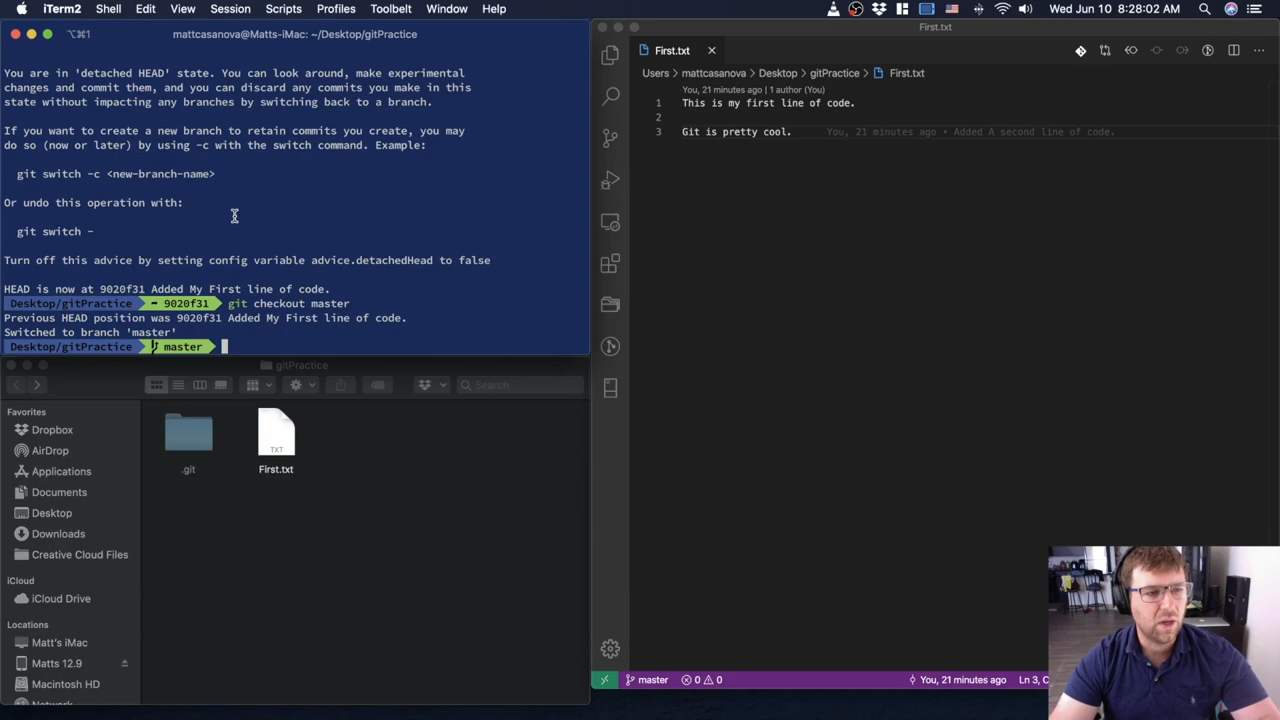 iTerm2 Shell Edit View Session Scripts Profiles Toolbelt Window Help
Wed Jun 10 8:28:02 AM
⌥⌘1 mattcasanova@Matts-iMac: ~/Desktop/gitPractice
You are in 'detached HEAD' state. You can look around, make experimental
changes and commit them, and you can discard any commits you make in this
state without impacting any branches by switching back to a branch.
If you want to create a new branch to retain commits you create, you may
do so (now or later) by using -c with the switch command. Example:
git switch -c <new-branch-name>
Or undo this operation with:
git switch -
Turn off this advice by setting config variable advice.detachedHead to false
HEAD is now at 9020f31 Added My First line of code.
Desktop/gitPractice 9020f31 git checkout master
Previous HEAD position was 9020f31 Added My First line of code.
Switched to branch 'master'
Desktop/gitPractice master
gitPractice
Search
Favorites
Dropbox
AirDrop
Applications
Documents
Desktop
Downloads
Creative Cloud Files
iCloud
iCloud Drive
Locations
Matt's iMac
Matts 12.9
Macintosh HD
Network
.git
TXT
First.txt
First.txt
First.txt
Users > mattcasanova > Desktop > gitPractice > First.txt
You, 21 minutes ago | 1 author (You)
1 This is my first line of code.
2
3 Git is pretty cool. You, 21 minutes ago • Added A second line of code.
master 0 0 You, 21 minutes ago Ln 3, C